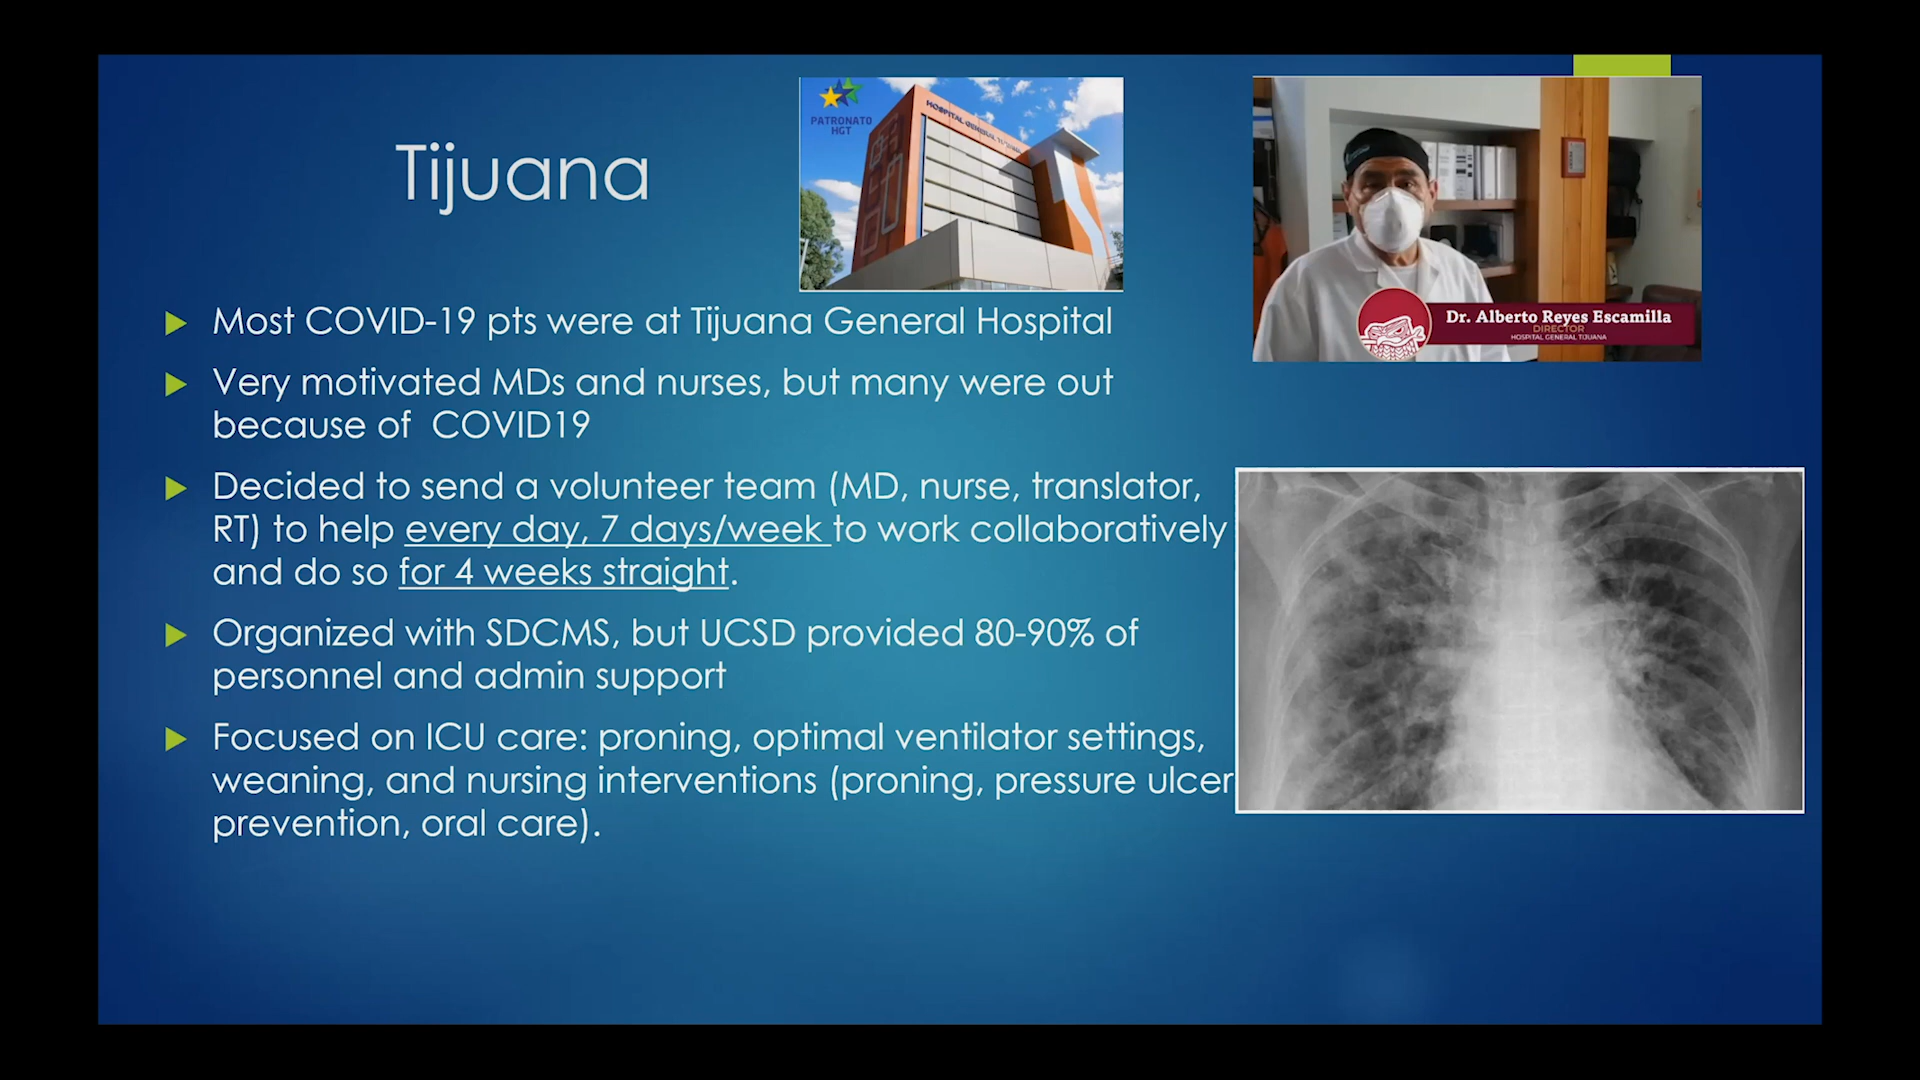 Tijuana
PATRONATO
HGT
HOSPITAL GENERAL TIJUANA
Dr. Alberto Reyes Escamilla
DIRECTOR
HOSPITAL GENERAL TIJUANA
Most COVID-19 pts were at Tijuana General Hospital
Very motivated MDs and nurses, but many were out
because of COVID19
Decided to send a volunteer team (MD, nurse, translator,
RT) to help every day, 7 days/week to work collaboratively
and do so for 4 weeks straight.
Organized with SDCMS, but UCSD provided 80-90% of
personnel and admin support
Focused on ICU care: proning, optimal ventilator settings,
weaning, and nursing interventions (proning, pressure ulcer
prevention, oral care).